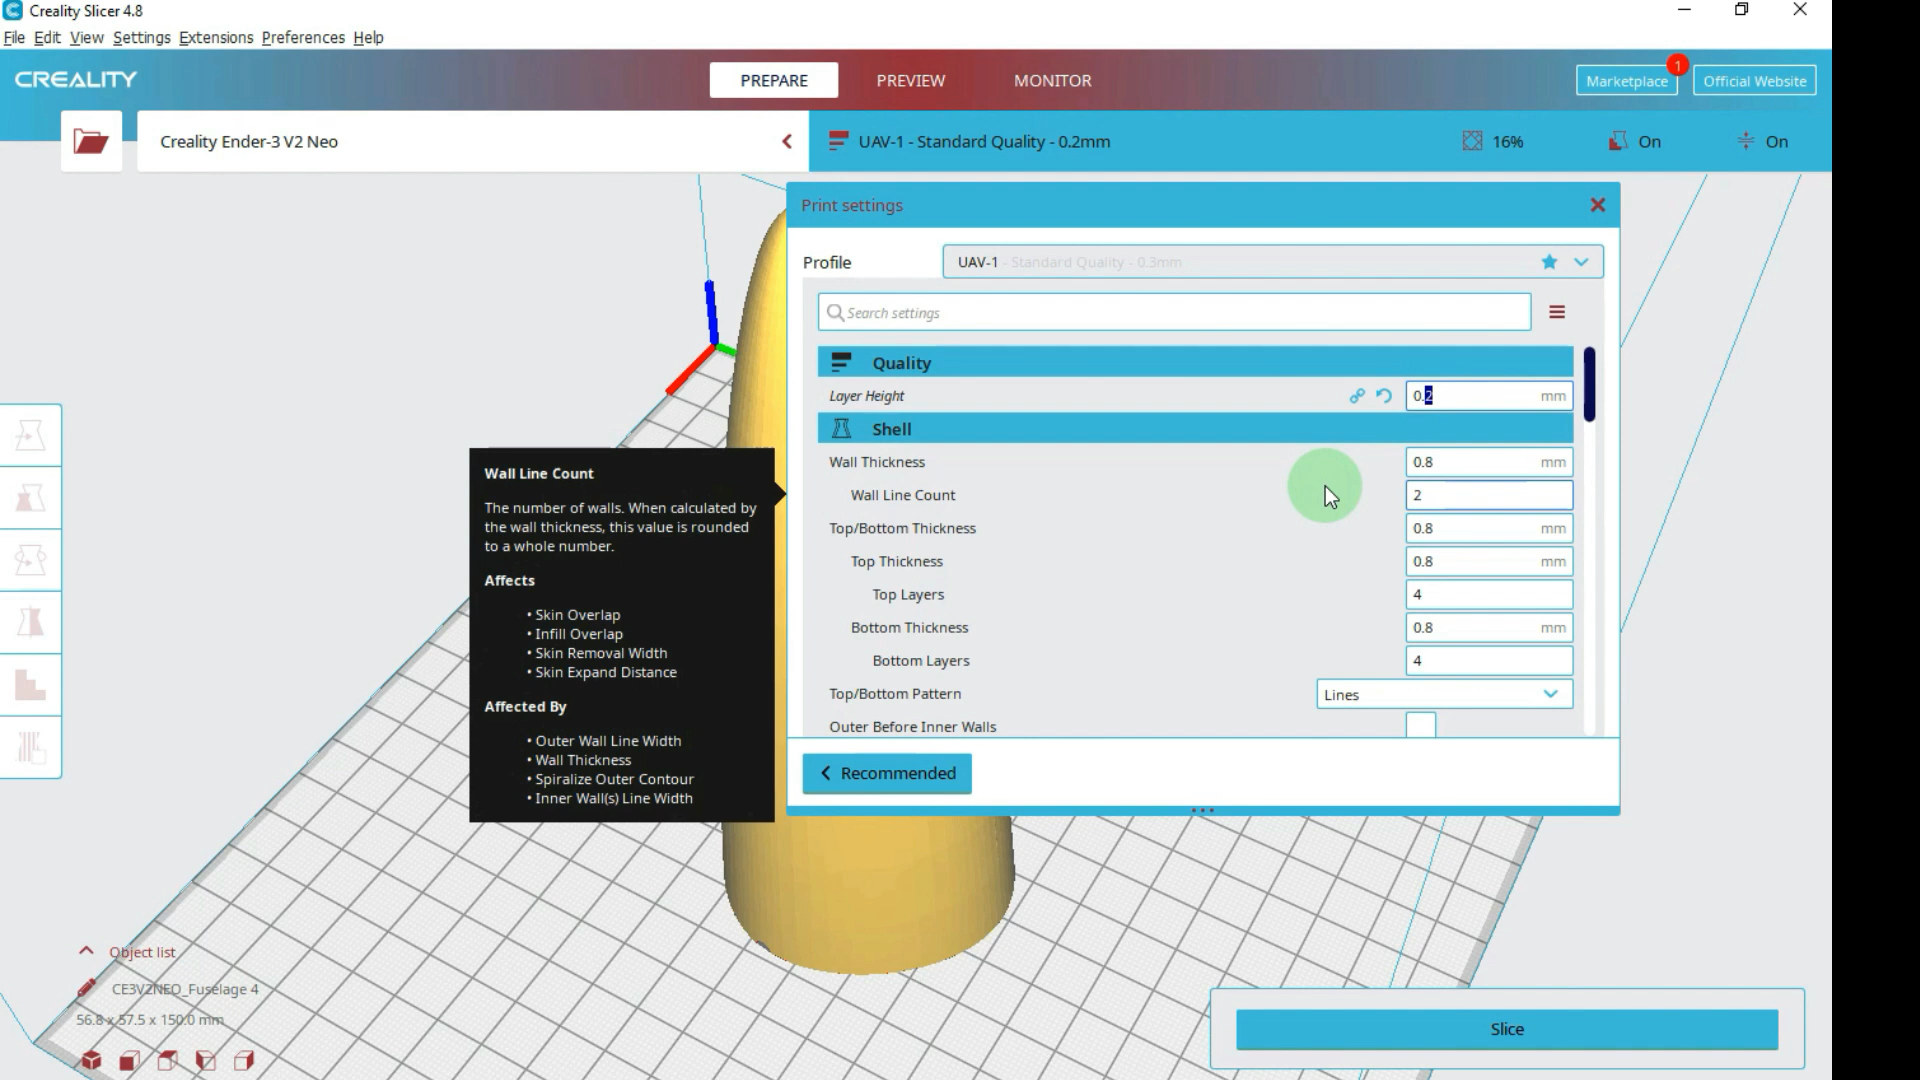 Creality Slicer 4.8
File Edit View Settings Extensions Preferences Help
CREALITY
PREPARE
PREVIEW
MONITOR
Marketplace
1
Official Website
Creality Ender-3 V2 Neo
UAV-1 - Standard Quality - 0.2mm
16%
On
On
Print settings
Profile
UAV-1 - Standard Quality - 0.3mm
Search settings
Quality
Layer Height
0.2 mm
Shell
Wall Thickness
0.8 mm
Wall Line Count
2
Top/Bottom Thickness
0.8 mm
Top Thickness
0.8 mm
Top Layers
4
Bottom Thickness
0.8 mm
Bottom Layers
4
Top/Bottom Pattern
Lines
Outer Before Inner Walls
Recommended
Wall Line Count
The number of walls. When calculated by
the wall thickness, this value is rounded
to a whole number.
Affects
• Skin Overlap
• Infill Overlap
• Skin Removal Width
• Skin Expand Distance
Affected By
• Outer Wall Line Width
• Wall Thickness
• Spiralize Outer Contour
• Inner Wall(s) Line Width
Object list
CE3V2NEO_Fuselage 4
56.8 x 57.5 x 150.0 mm
Slice